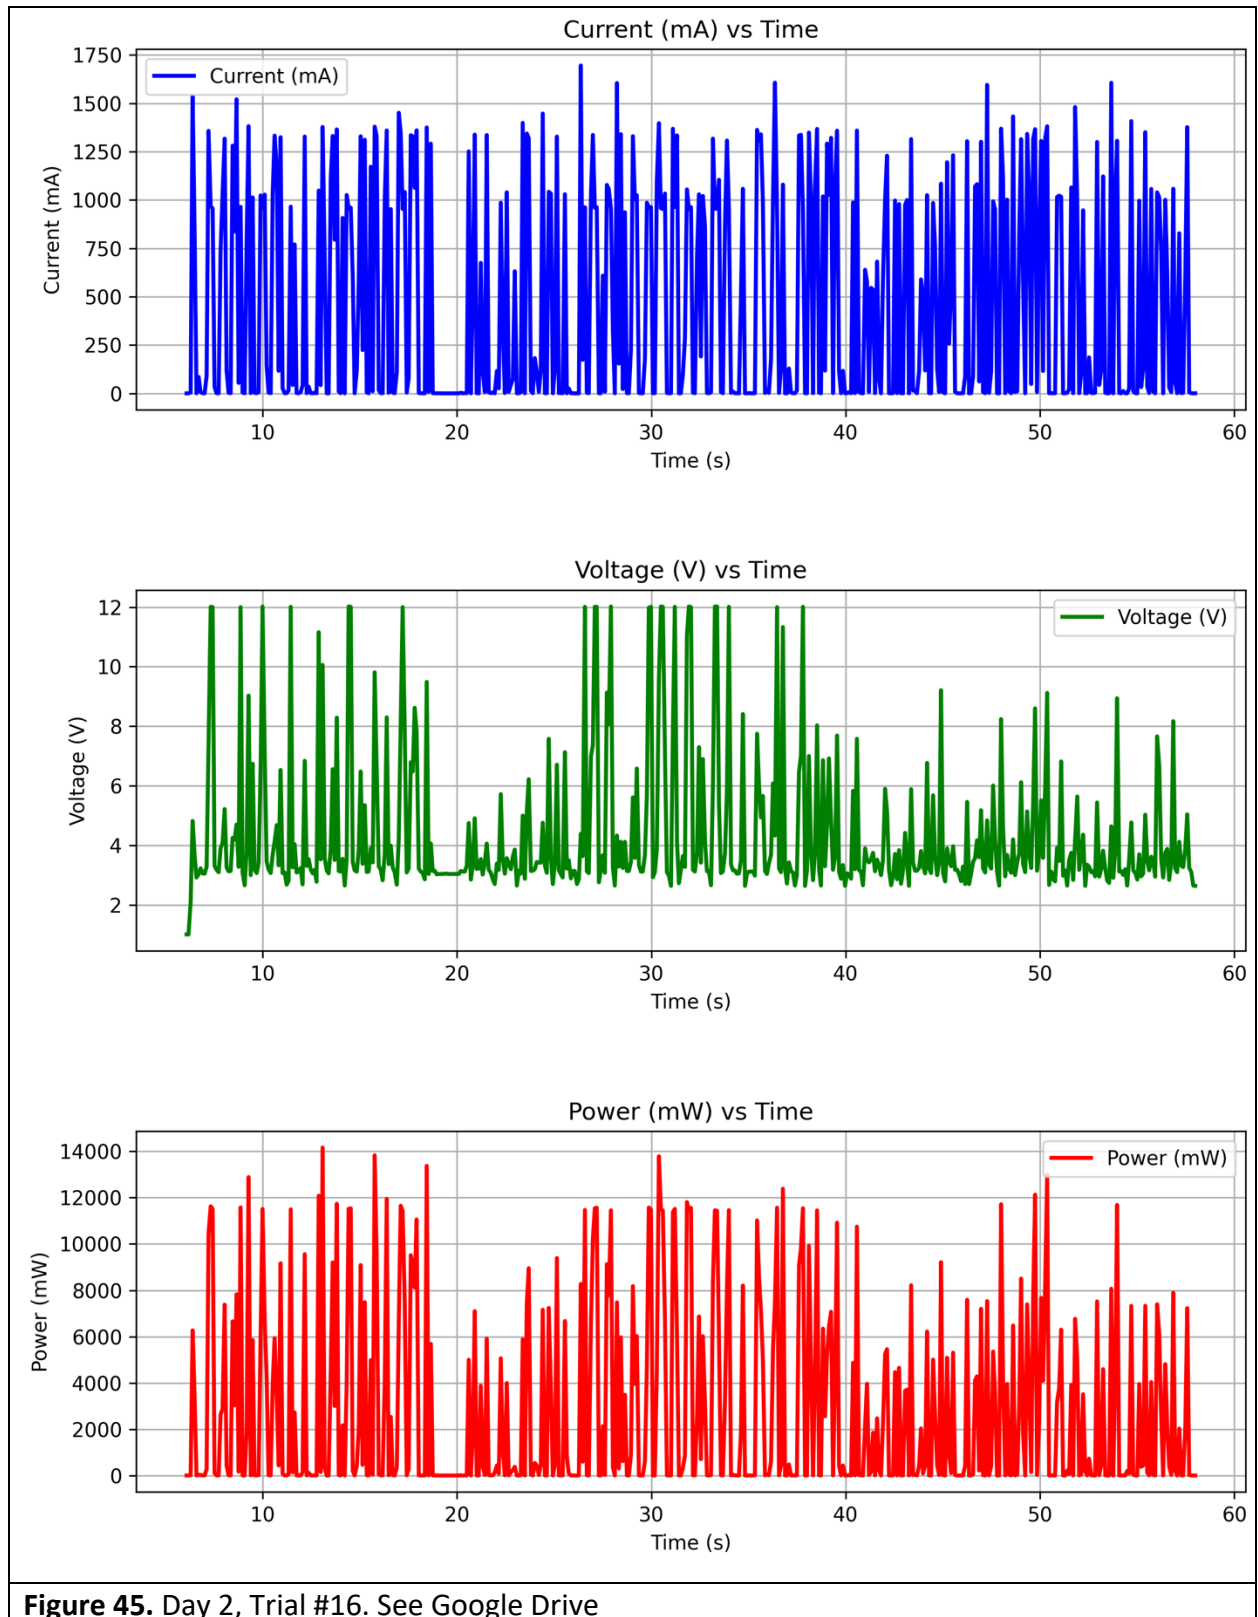 Current (mA) vs Time
1750
1500
1250
1000
750
500
250
0
Current (mA)
Current (mA)
10 20 30 40 50 60
Time (s)
Voltage (V) vs Time
12
10
8
6
4
2
Voltage (V)
Voltage (V)
10 20 30 40 50 60
Time (s)
Power (mW) vs Time
14000
12000
10000
8000
6000
4000
2000
0
Power (mW)
Power (mW)
10 20 30 40 50 60
Time (s)
Figure 45. Day 2, Trial #16. See Google Drive